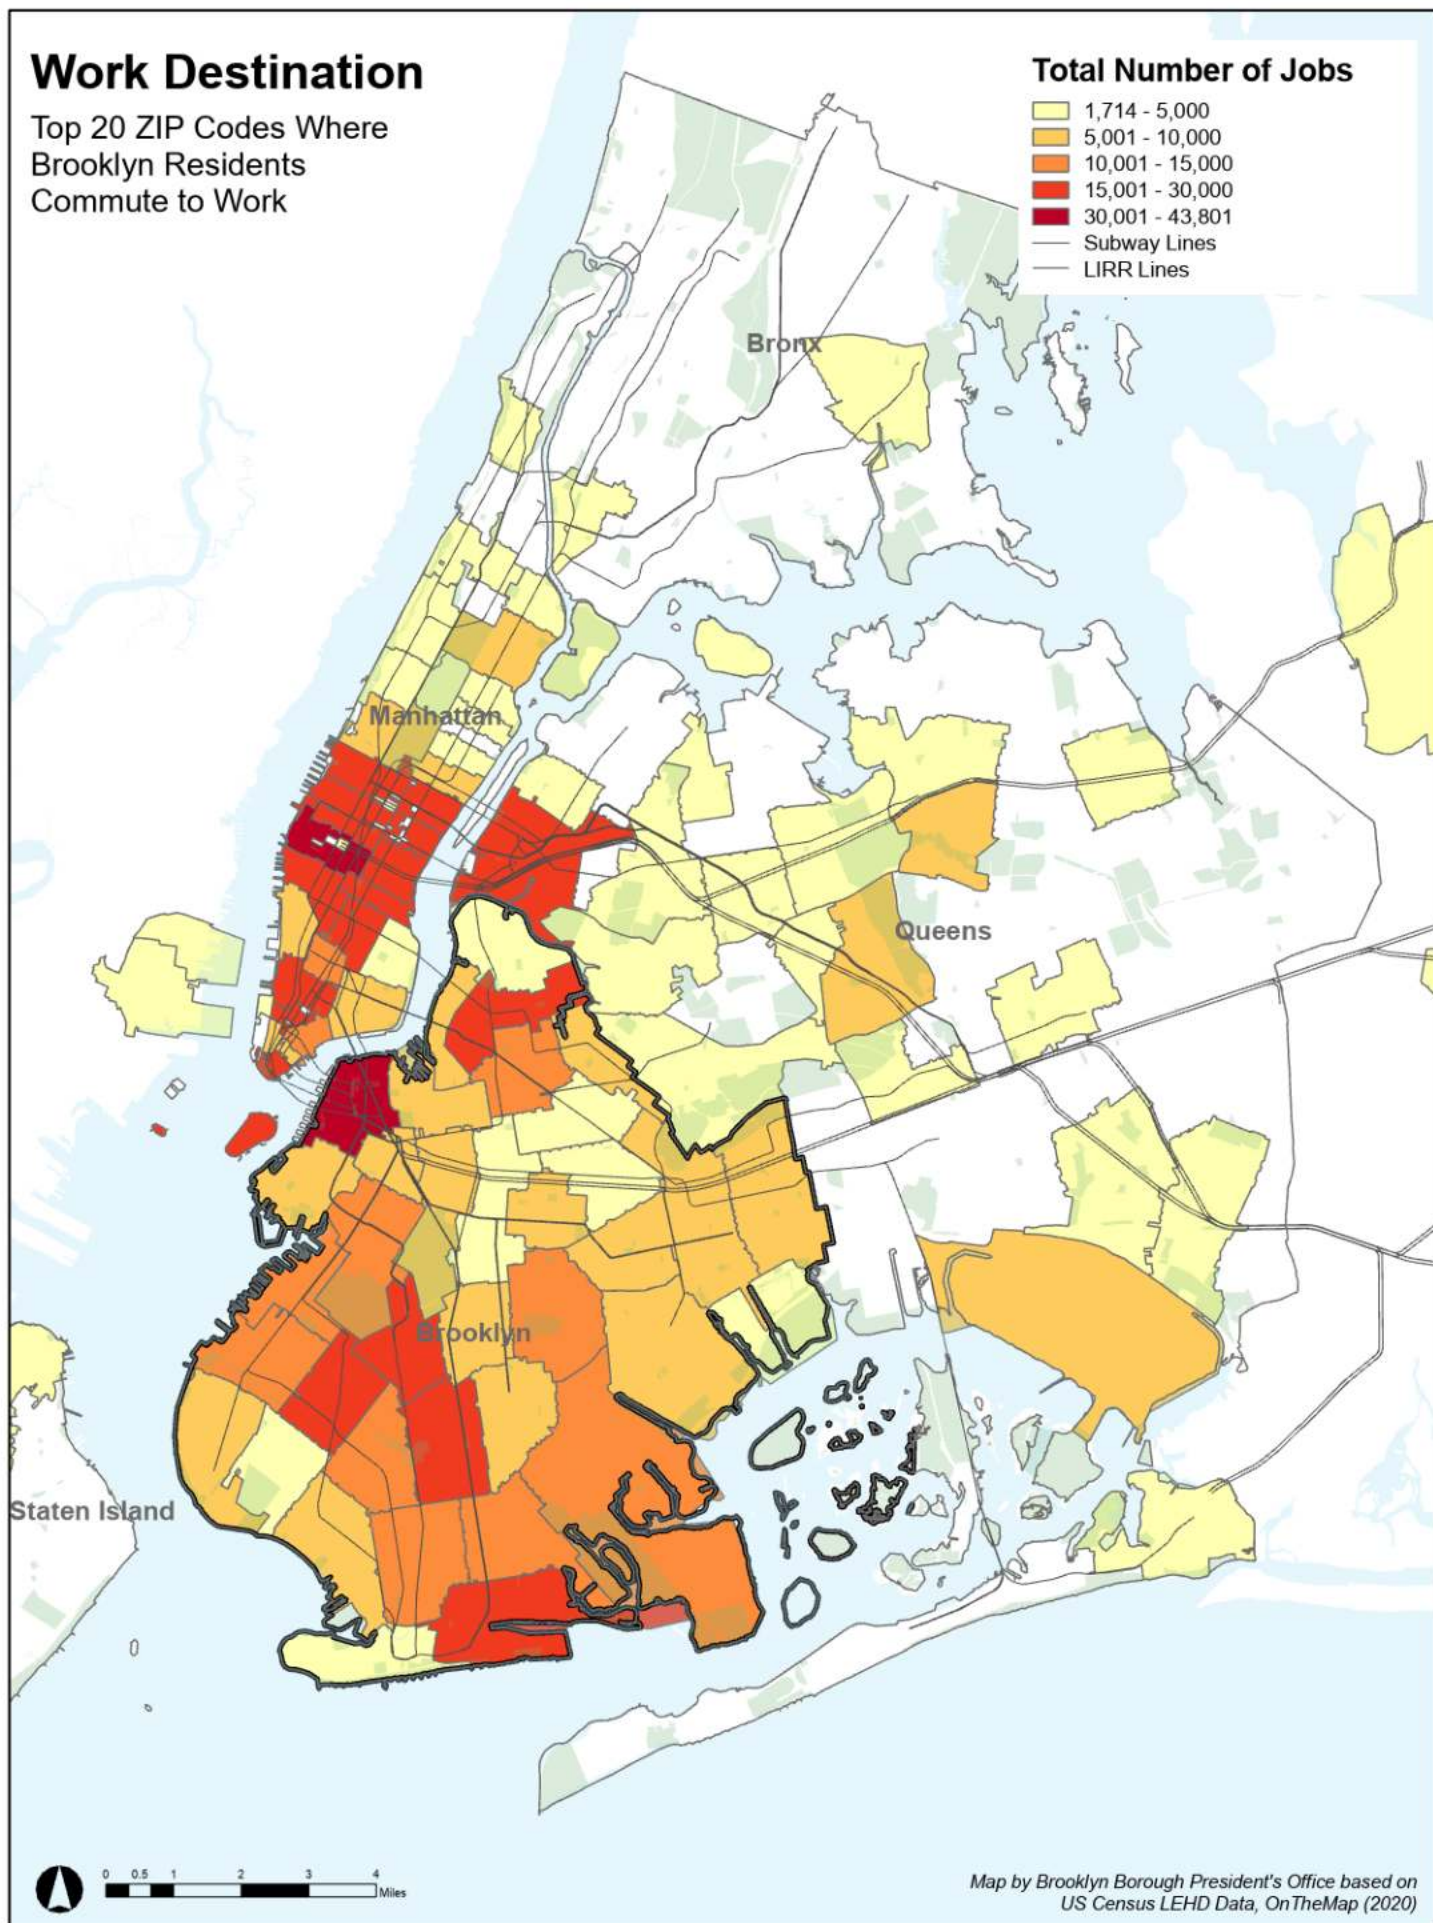 Work Destination
Top 20 ZIP Codes Where
Brooklyn Residents
Commute to Work
Total Number of Jobs
1,714 - 5,000
5,001 - 10,000
10,001 - 15,000
15,001 - 30,000
30,001 - 43,801
Subway Lines
LIRR Lines
Bronx
Manhattan
Queens
Brooklyn
Staten Island
0 0.5 1 2 3 4
Miles
Map by Brooklyn Borough President's Office based on
US Census LEHD Data, OnTheMap (2020)